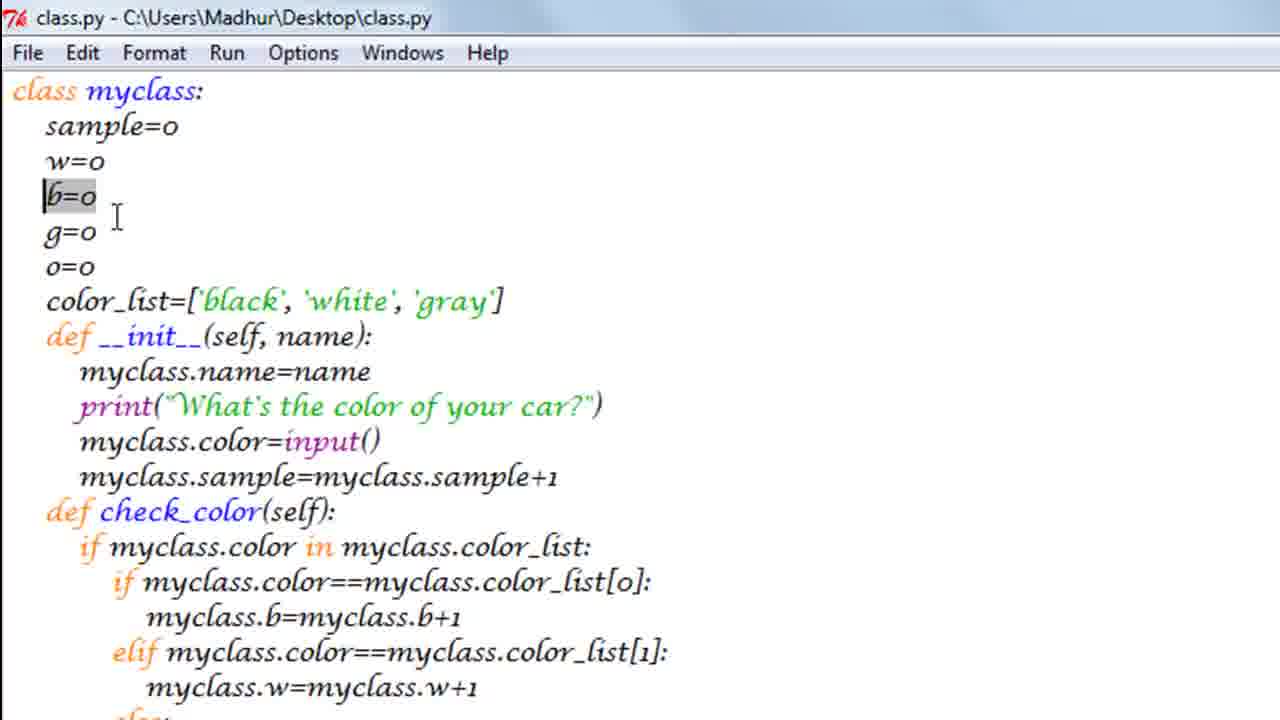 class.py - C:\Users\Madhur\Desktop\class.py
File Edit Format Run Options Windows Help
class myclass:
sample=0
w=0
b=0
g=0
o=0
color_list=['black', 'white', 'gray']
def __init__(self, name):
myclass.name=name
print("What's the color of your car?")
myclass.color=input()
myclass.sample=myclass.sample+1
def check_color(self):
if myclass.color in myclass.color_list:
if myclass.color==myclass.color_list[0]:
myclass.b=myclass.b+1
elif myclass.color==myclass.color_list[1]:
myclass.w=myclass.w+1
else: